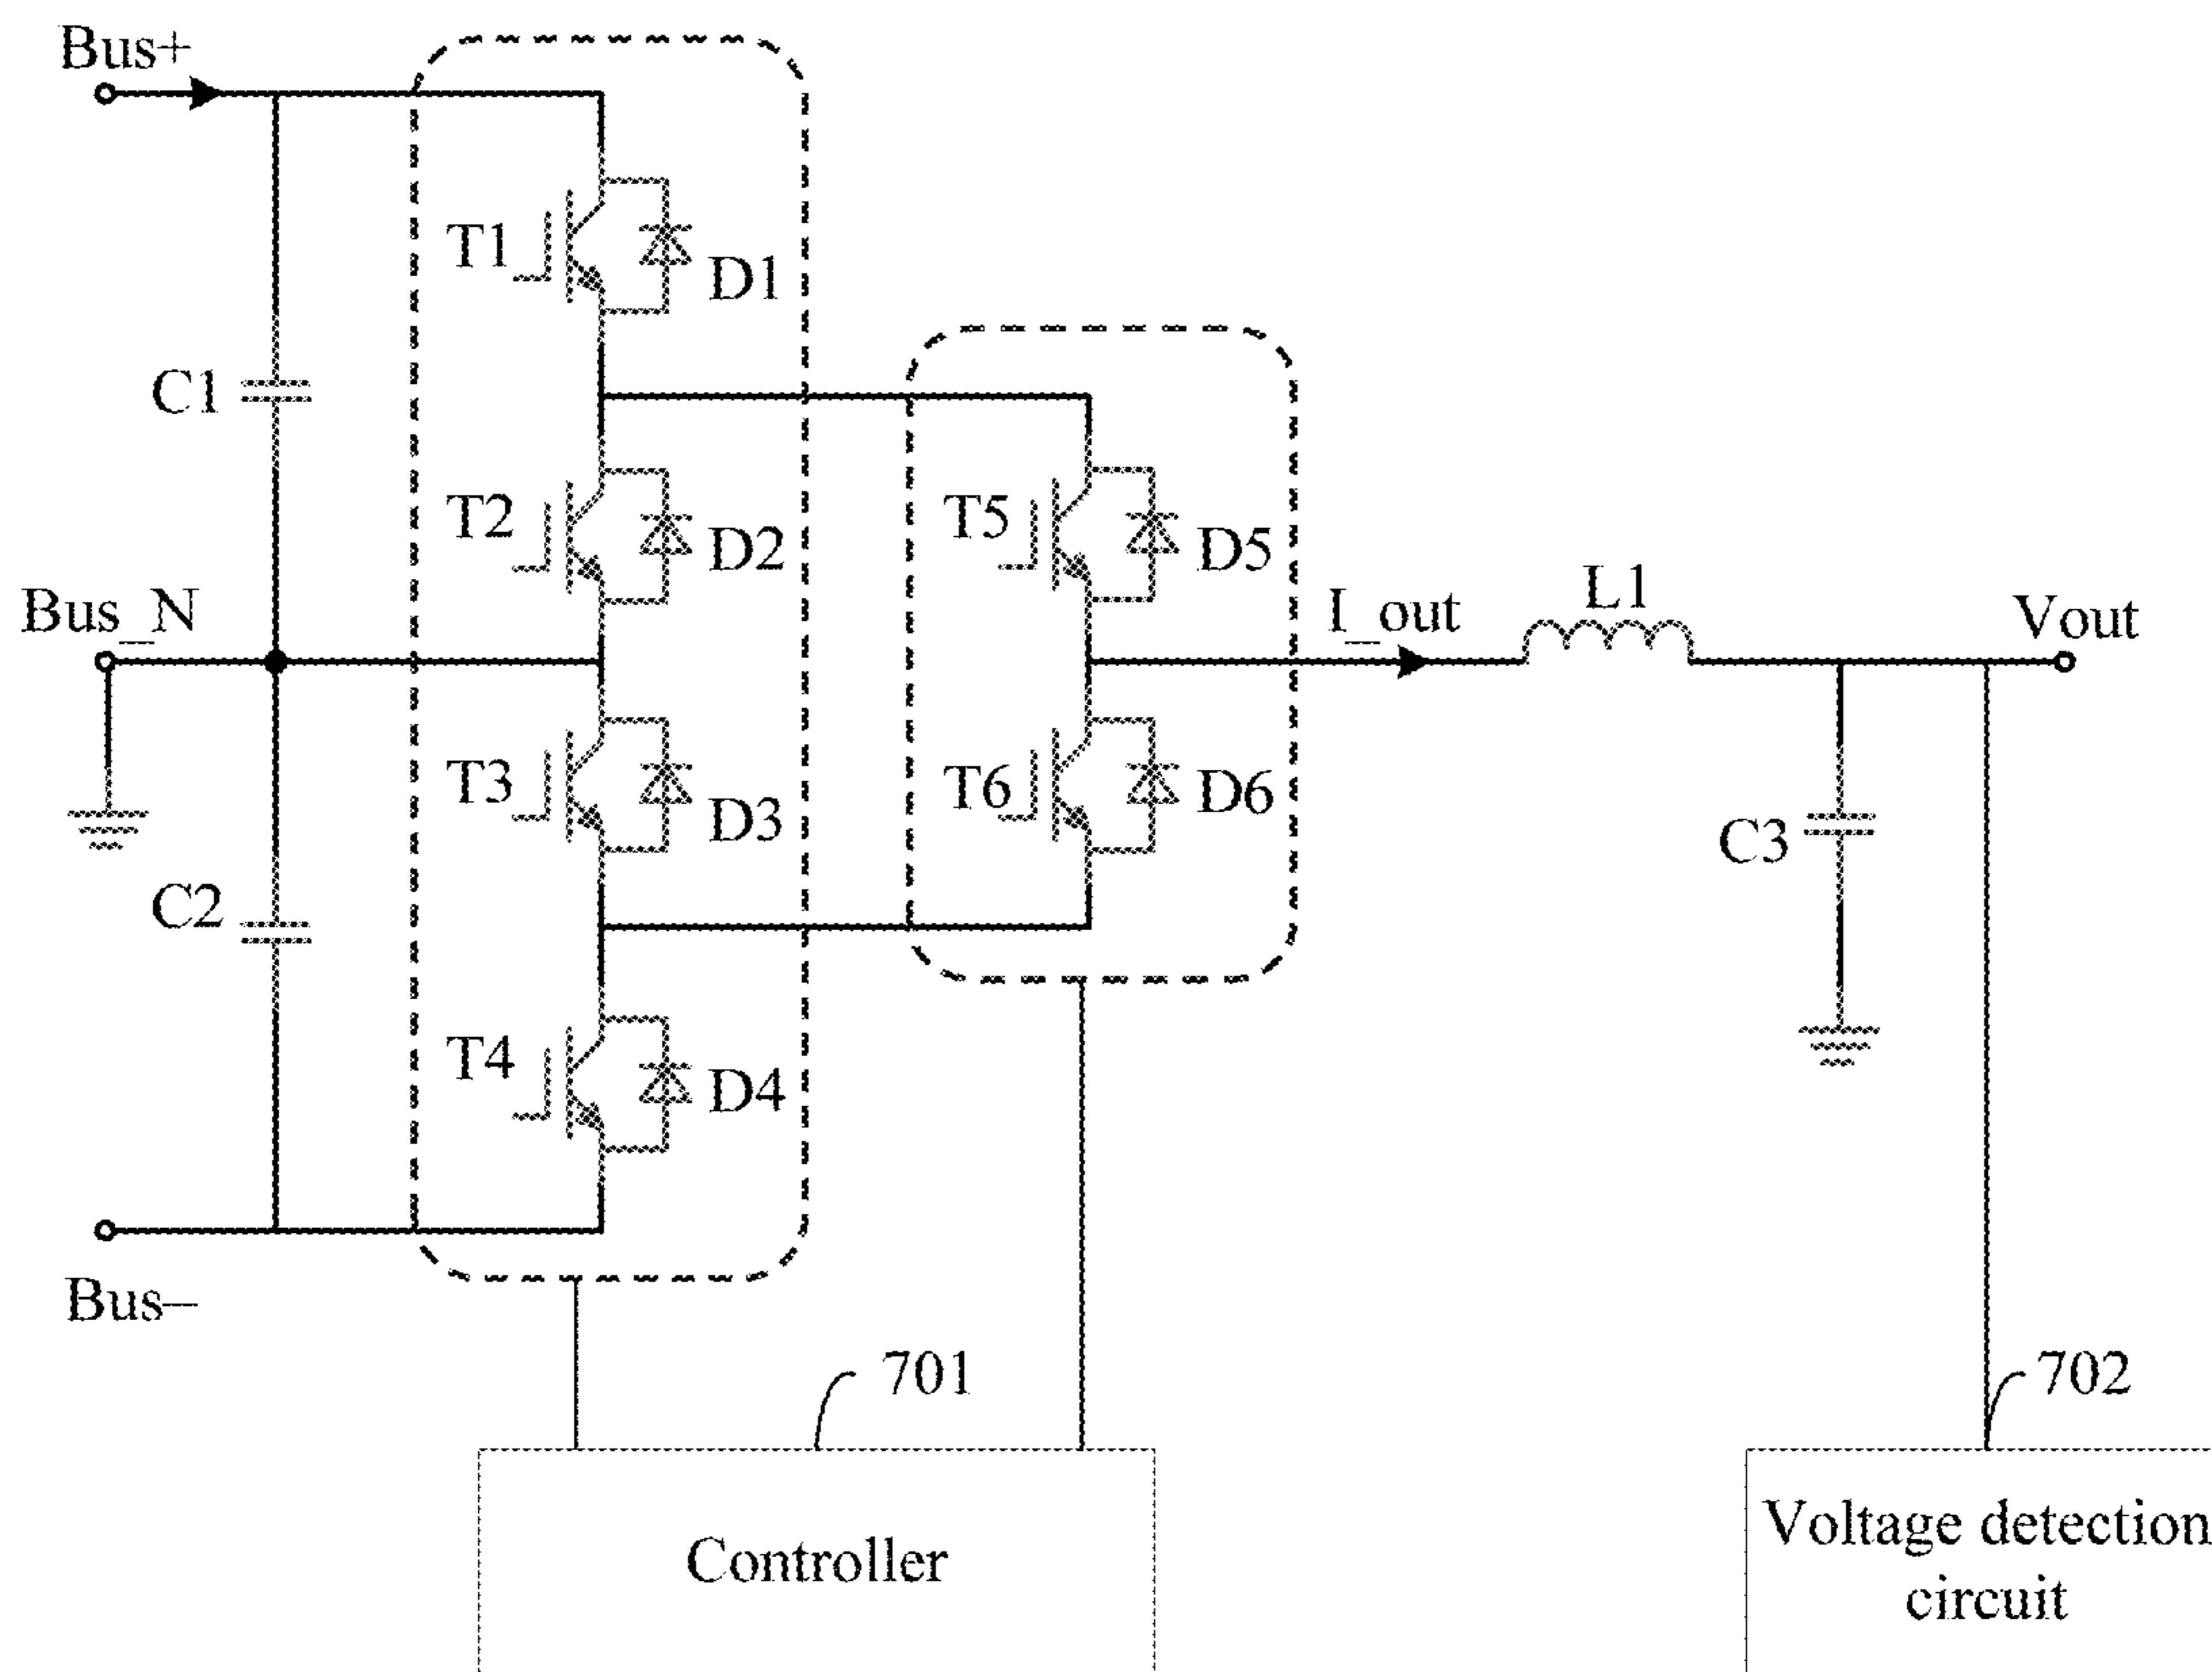 Bus+
T1
D1
C1
T2
D2
T5
D5
Bus_N
I_out
L1
Vout
T3
D3
T6
D6
C3
C2
T4
D4
Bus–
701
702
Controller
Voltage detection
circuit